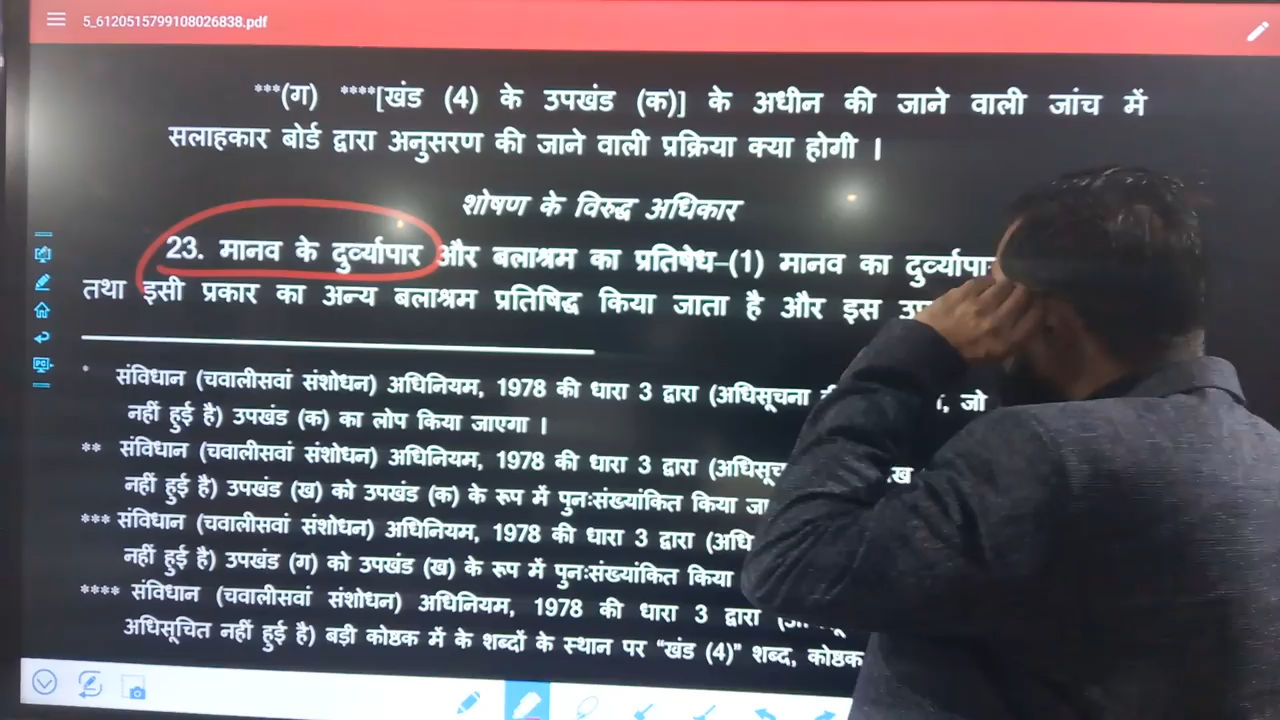 5_6120515799108026838.pdf
***(ग) ****[खंड (4) के उपखंड (क)] के अधीन की जाने वाली जांच में
सलाहकार बोर्ड द्वारा अनुसरण की जाने वाली प्रक्रिया क्या होगी ।
शोषण के विरुद्ध अधिकार
23. मानव के दुर्व्यापार और बलात्श्रम का प्रतिषेध–(1) मानव का
तथा इसी प्रकार का अन्य बलात्श्रम प्रतिषिद्ध किया जाता है और इस
* संविधान (चवालीसवां संशोधन) अधिनियम, 1978 की धारा 3 द्वारा (अधिसूचना जो
नहीं हुई है) उपखंड (क) का लोप किया जाएगा ।
** संविधान (चवालीसवां संशोधन) अधिनियम, 1978 की धारा 3 द्वारा
नहीं हुई है) उपखंड (ख) को उपखंड (क) के रूप में पुनःसंख्यांकित किया
*** संविधान (चवालीसवां संशोधन) अधिनियम, 1978 की धारा 3 द्वारा
नहीं हुई है) उपखंड (ग) को उपखंड (ख) के रूप में पुनःसंख्यांकित किया
**** संविधान (चवालीसवां संशोधन) अधिनियम, 1978 की धारा 3 द्वारा
अधिसूचित नहीं हुई है) बड़ी कोष्ठक में के शब्दों के स्थान पर “खंड (4)” शब्द, कोष्ठक